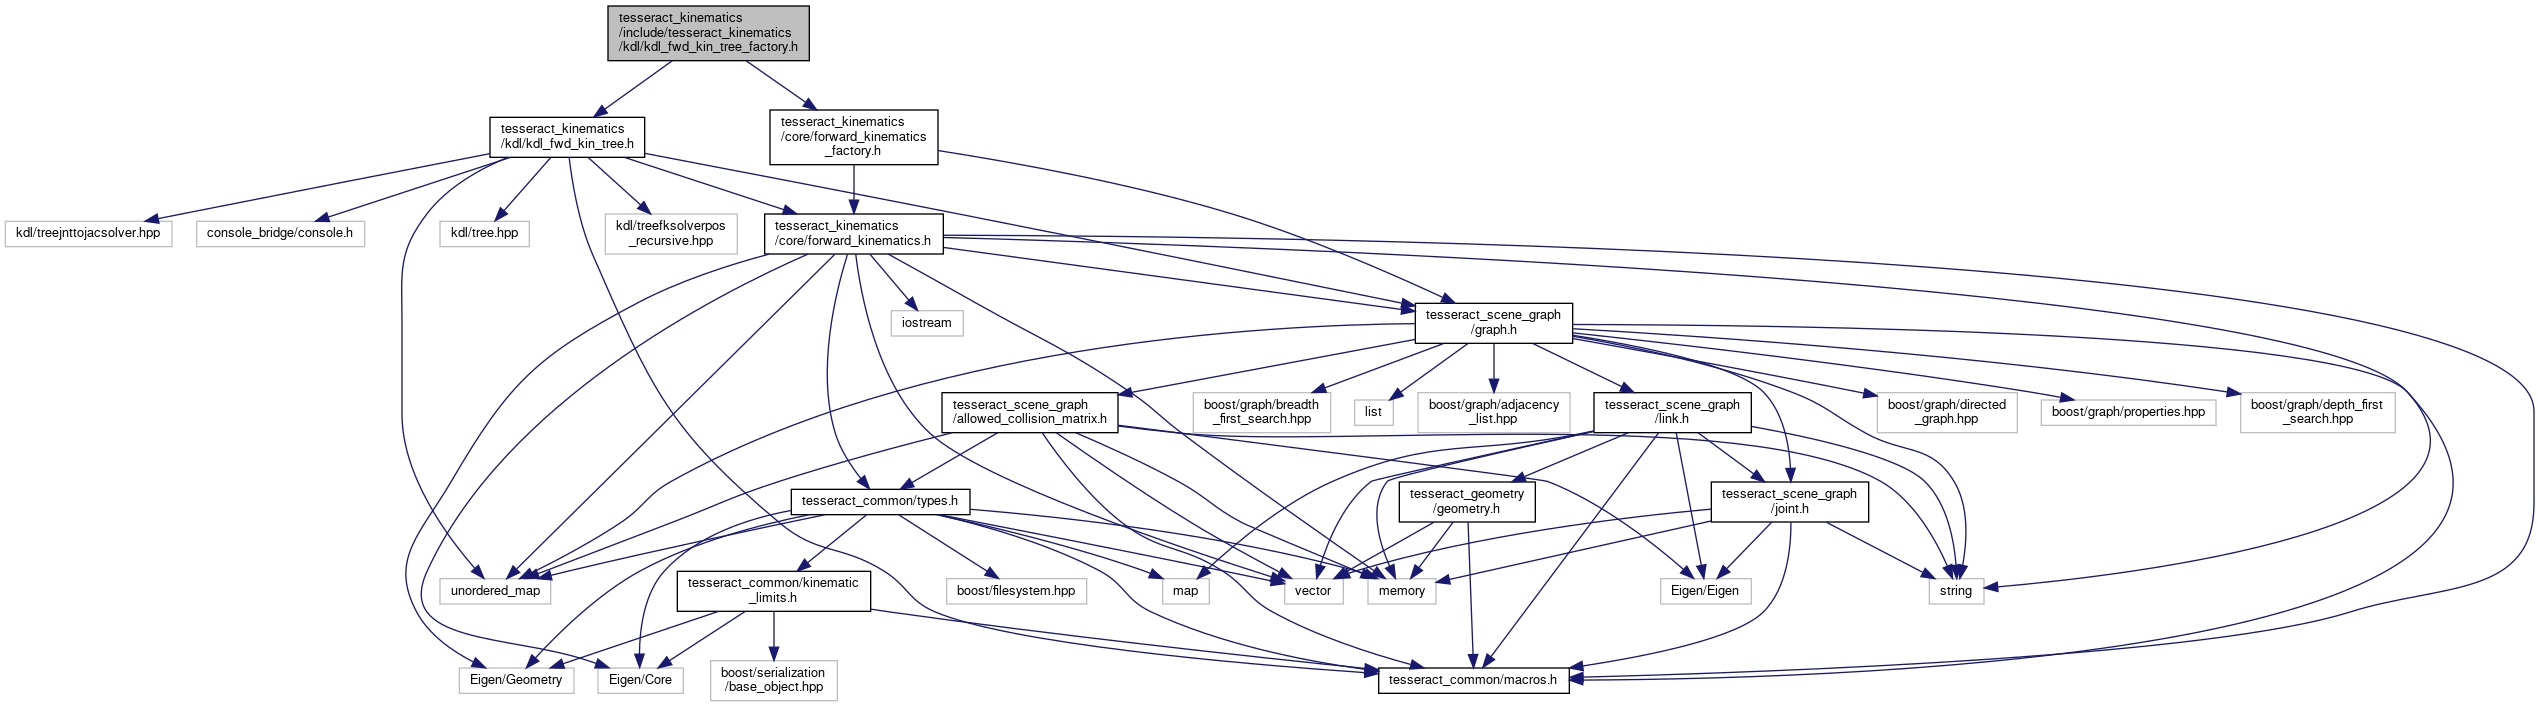 tesseract_kinematics
/include/tesseract_kinematics
/kdl/kdl_fwd_kin_tree_factory.h
tesseract_kinematics
/kdl/kdl_fwd_kin_tree.h
tesseract_kinematics
/core/forward_kinematics
_factory.h
kdl/treejnttojacsolver.hpp
console_bridge/console.h
kdl/tree.hpp
kdl/treefksolverpos
_recursive.hpp
tesseract_kinematics
/core/forward_kinematics.h
iostream
tesseract_scene_graph
/graph.h
tesseract_scene_graph
/allowed_collision_matrix.h
boost/graph/breadth
_first_search.hpp
list
boost/graph/adjacency
_list.hpp
tesseract_scene_graph
/link.h
boost/graph/directed
_graph.hpp
boost/graph/properties.hpp
boost/graph/depth_first
_search.hpp
tesseract_common/types.h
tesseract_geometry
/geometry.h
tesseract_scene_graph
/joint.h
unordered_map
tesseract_common/kinematic
_limits.h
boost/filesystem.hpp
map
vector
memory
Eigen/Eigen
string
Eigen/Geometry
Eigen/Core
boost/serialization
/base_object.hpp
tesseract_common/macros.h